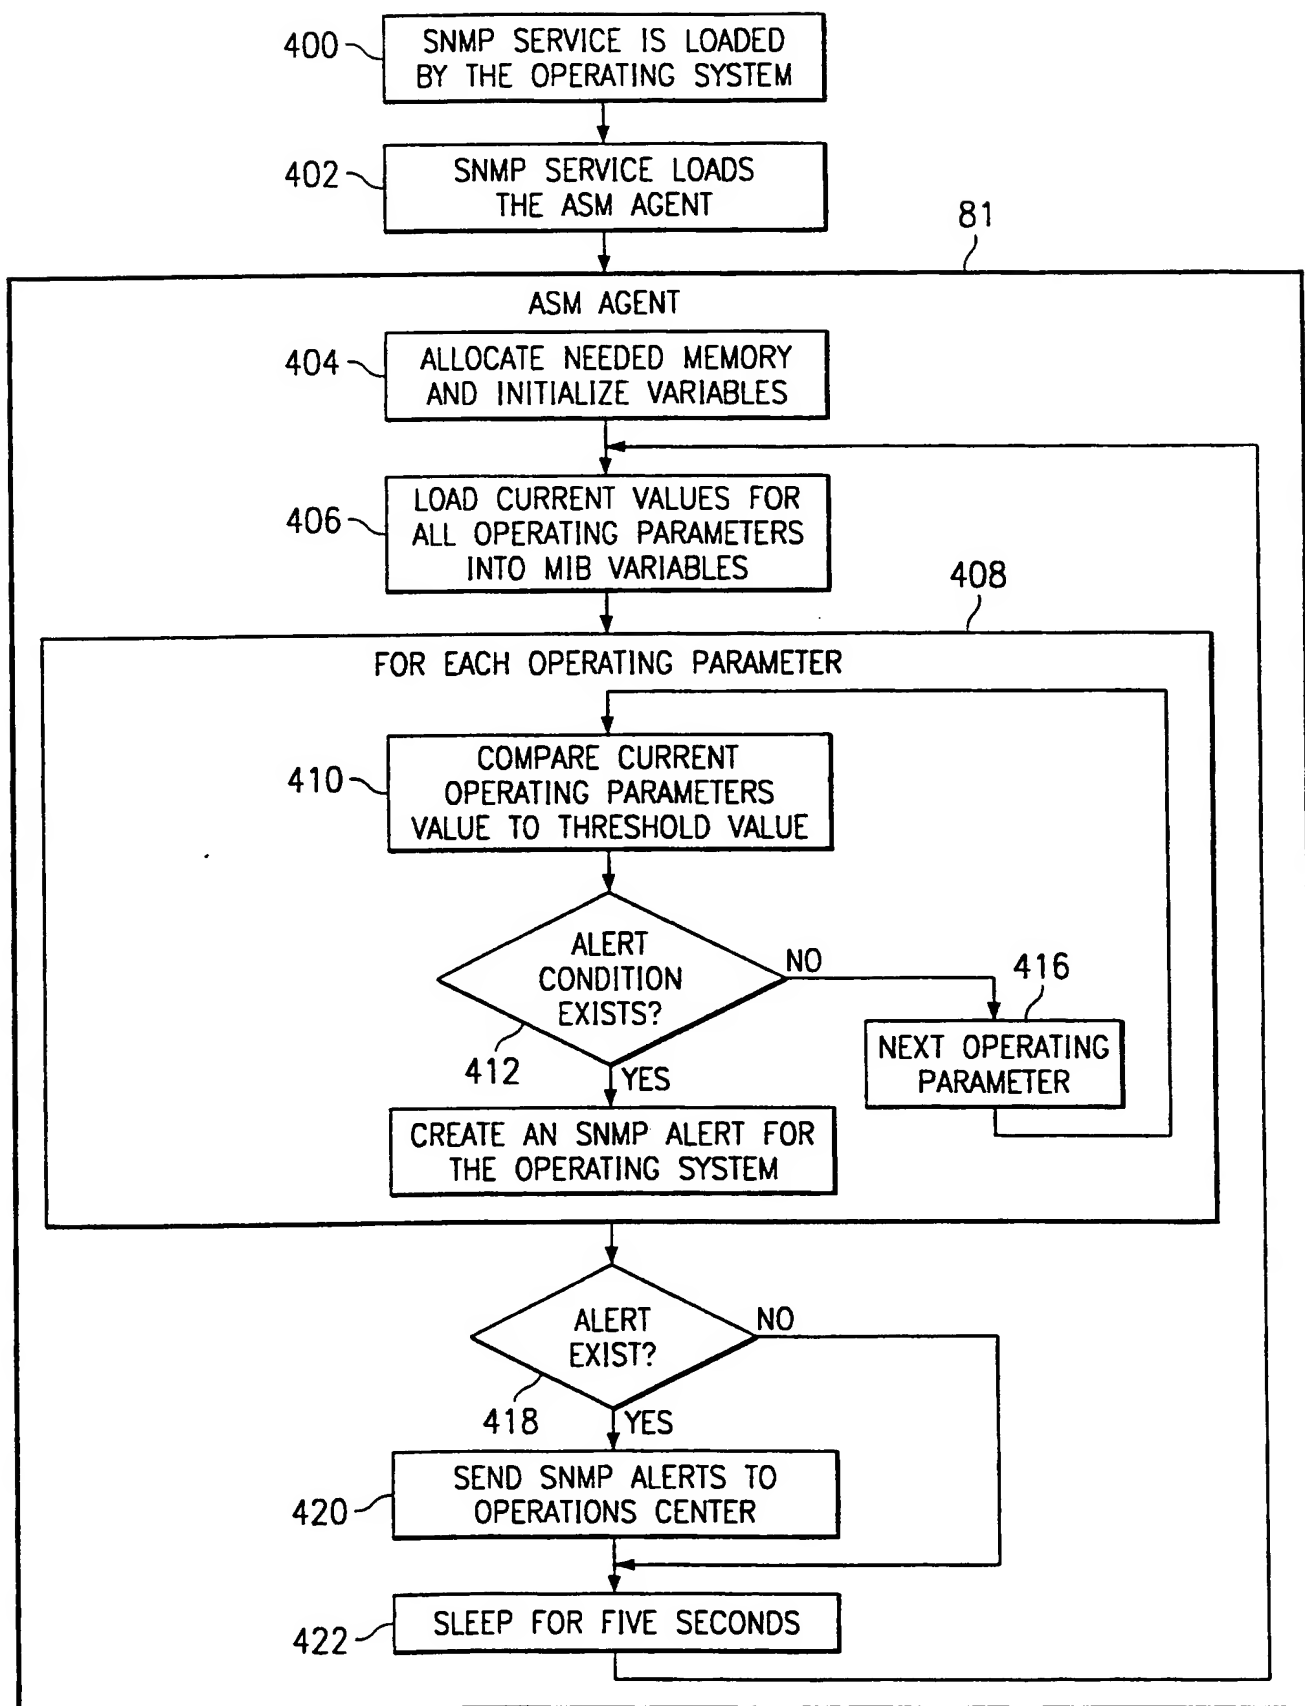 400
SNMP SERVICE IS LOADED
BY THE OPERATING SYSTEM
402
SNMP SERVICE LOADS
THE ASM AGENT
81
ASM AGENT
404
ALLOCATE NEEDED MEMORY
AND INITIALIZE VARIABLES
406
LOAD CURRENT VALUES FOR
ALL OPERATING PARAMETERS
INTO MIB VARIABLES
408
FOR EACH OPERATING PARAMETER
410
COMPARE CURRENT
OPERATING PARAMETERS
VALUE TO THRESHOLD VALUE
ALERT
CONDITION
EXISTS?
NO
412
YES
416
NEXT OPERATING
PARAMETER
CREATE AN SNMP ALERT FOR
THE OPERATING SYSTEM
ALERT
EXIST?
NO
418
YES
420
SEND SNMP ALERTS TO
OPERATIONS CENTER
422
SLEEP FOR FIVE SECONDS